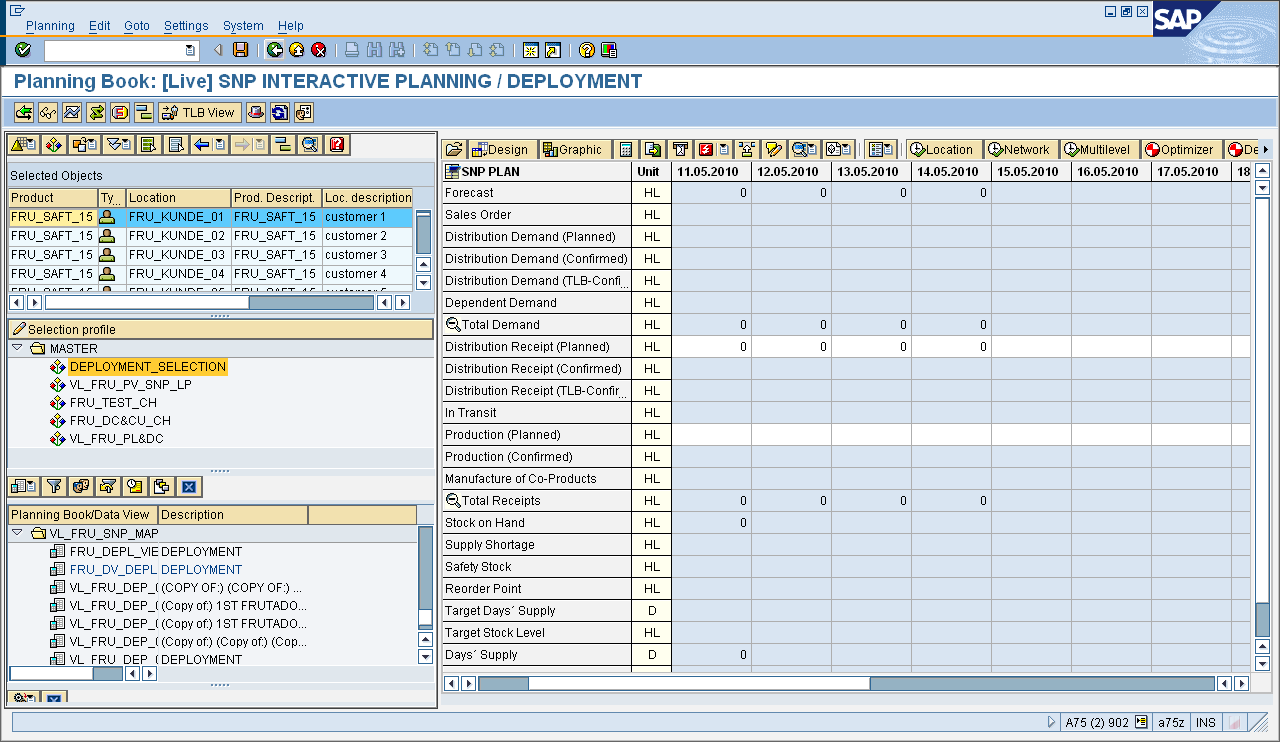 Planning Edit Goto Settings System Help
SAP
Planning Book: [Live] SNP INTERACTIVE PLANNING / DEPLOYMENT
TLB View
Selected Objects
Product Ty... Location Prod. Descript. Loc. description
FRU_SAFT_15 FRU_KUNDE_01 FRU_SAFT_15 customer 1
FRU_SAFT_15 FRU_KUNDE_02 FRU_SAFT_15 customer 2
FRU_SAFT_15 FRU_KUNDE_03 FRU_SAFT_15 customer 3
FRU_SAFT_15 FRU_KUNDE_04 FRU_SAFT_15 customer 4
Selection profile
MASTER
DEPLOYMENT_SELECTION
VL_FRU_PV_SNP_LP
FRU_TEST_CH
FRU_DC&CU_CH
VL_FRU_PL&DC
Planning Book/Data View Description
VL_FRU_SNP_MAP
FRU_DEPL_VIE DEPLOYMENT
FRU_DV_DEPL DEPLOYMENT
VL_FRU_DEP_( (COPY OF:) (COPY OF:) ...
VL_FRU_DEP_( (Copy of:) 1ST FRUTADO...
VL_FRU_DEP_( (Copy of:) 1ST FRUTADO...
VL_FRU_DEP_( (Copy of:) (Copy of:) (Cop...
VL_FRU_DEP_( DEPLOYMENT
Design Graphic Location Network Multilevel Optimizer De
SNP PLAN Unit 11.05.2010 12.05.2010 13.05.2010 14.05.2010 15.05.2010 16.05.2010 17.05.2010 18
Forecast HL 0 0 0 0
Sales Order HL
Distribution Demand (Planned) HL
Distribution Demand (Confirmed) HL
Distribution Demand (TLB-Confi... HL
Dependent Demand HL
Total Demand HL 0 0 0 0
Distribution Receipt (Planned) HL 0 0 0 0
Distribution Receipt (Confirmed) HL
Distribution Receipt (TLB-Confir... HL
In Transit HL
Production (Planned) HL
Production (Confirmed) HL
Manufacture of Co-Products HL
Total Receipts HL 0 0 0 0
Stock on Hand HL 0
Supply Shortage HL
Safety Stock HL
Reorder Point HL
Target Days´ Supply D
Target Stock Level HL
Days´ Supply D 0
A75 (2) 902 a75z INS